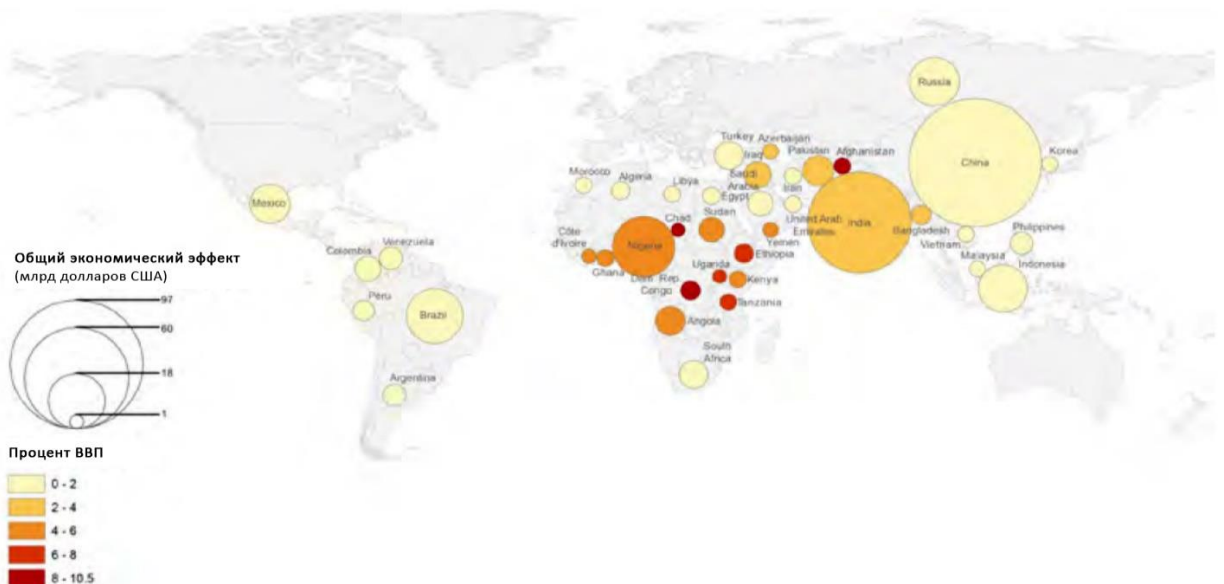 Russia
China
Korea
Turkey Azerbaijan
Iraq
Pakistan Afghanistan
Saudi
Arabia
Iran
Morocco
Algeria
Libya
Egypt
Mexico
United Arab
Emirates
India
Bangladesh
Vietnam
Philippines
Malaysia
Indonesia
Chad
Sudan
Côte
d'Ivoire
Nigeria
Yemen
Ethiopia
Ghana
Dem. Rep.
Congo
Uganda
Kenya
Tanzania
Angola
South
Africa
Colombia
Venezuela
Peru
Brazil
Argentina
Общий экономический эффект
(млрд долларов США)
97
60
18
1
Процент ВВП
0 - 2
2 - 4
4 - 6
6 - 8
8 - 10.5